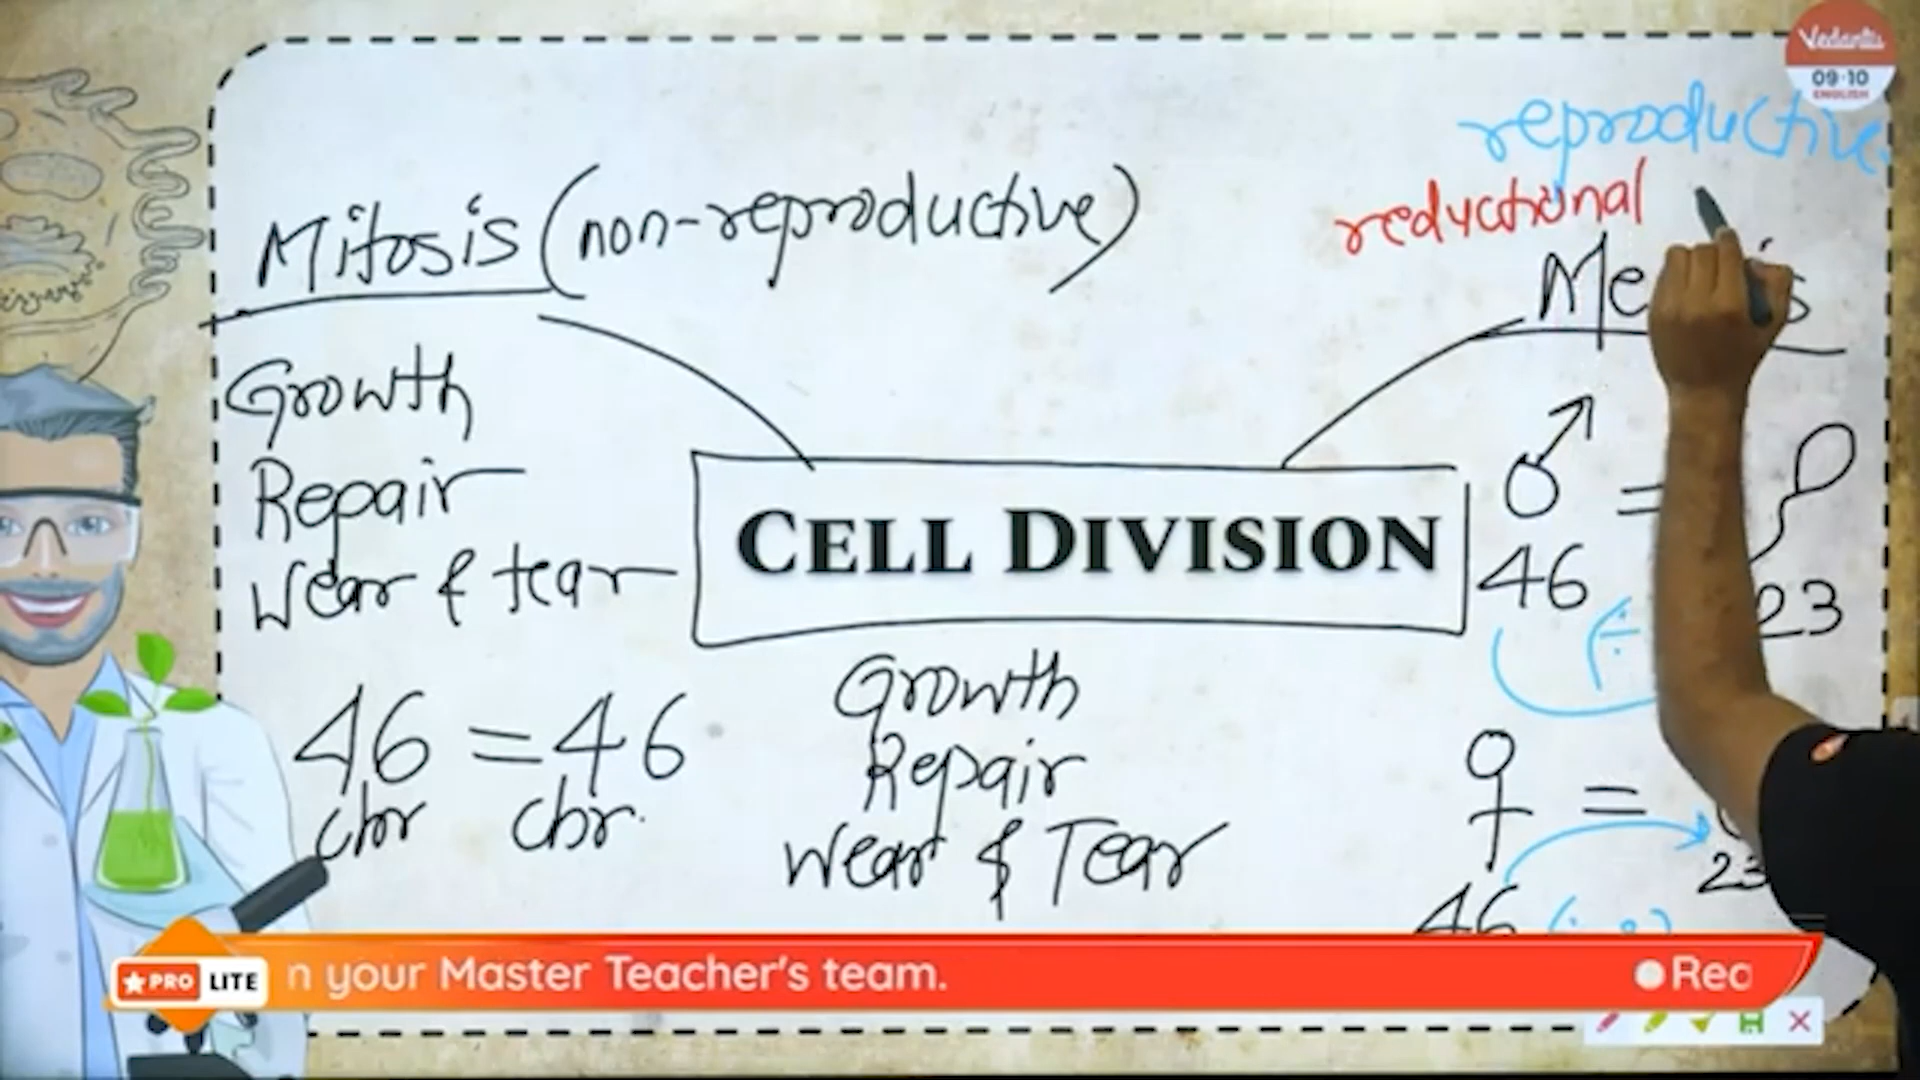 Vedantu
09·10
ENGLISH
reproductive
reductional
Mitosis (non-reproductive)
Growth
Repair
Wear & tear
46 = 46
chr chr.
CELL DIVISION
Growth
Repair
Wear & Tear
=
46
23
=
23
46
PRO LITE
n your Master Teacher's team.
Rec